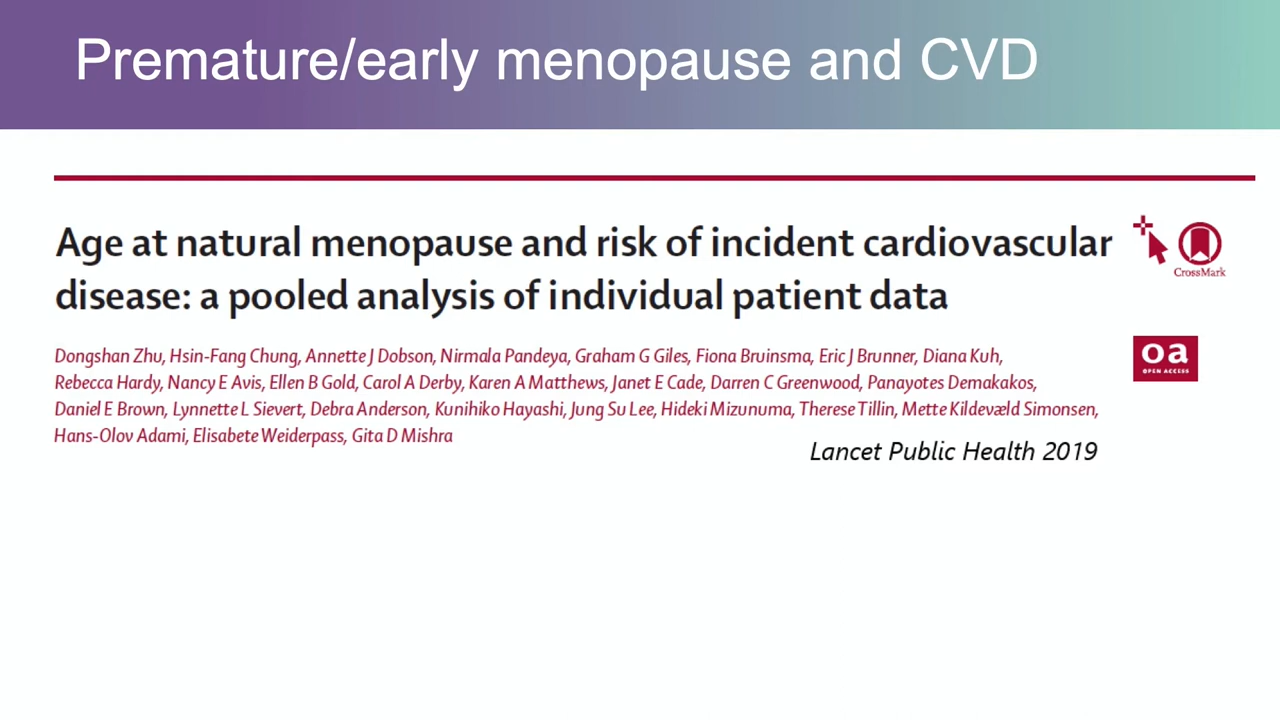 Premature/early menopause and CVD
Age at natural menopause and risk of incident cardiovascular
disease: a pooled analysis of individual patient data
CrossMark
Dongshan Zhu, Hsin-Fang Chung, Annette J Dobson, Nirmala Pandeya, Graham G Giles, Fiona Bruinsma, Eric J Brunner, Diana Kuh,
Rebecca Hardy, Nancy E Avis, Ellen B Gold, Carol A Derby, Karen A Matthews, Janet E Cade, Darren C Greenwood, Panayotes Demakakos,
Daniel E Brown, Lynnette L Sievert, Debra Anderson, Kunihiko Hayashi, Jung Su Lee, Hideki Mizunuma, Therese Tillin, Mette Kildevæld Simonsen,
Hans-Olov Adami, Elisabete Weiderpass, Gita D Mishra
oa
OPEN ACCESS
Lancet Public Health 2019